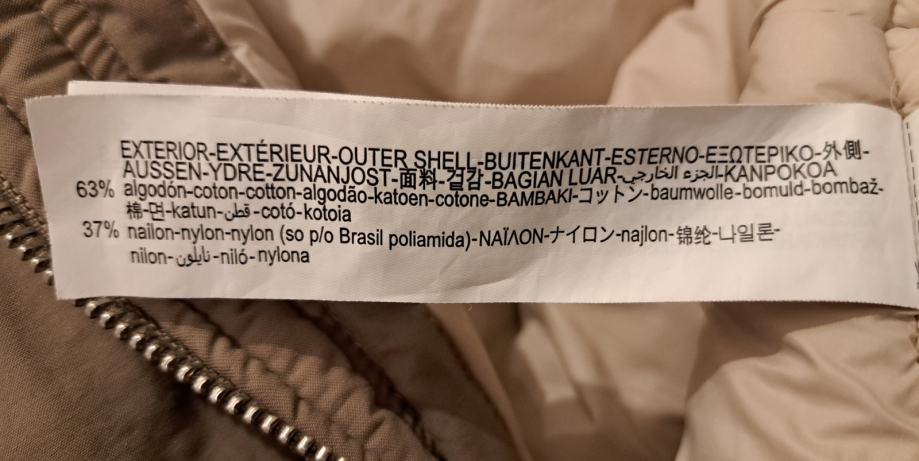 EXTERIOR-EXTÉRIEUR-OUTER SHELL-BUITENKANT-ESTERNO-ΕΞΩΤΕΡΙΚΟ-外側-
AUSSEN-YDRE-ZUNANJOST-面料-겉감-BAGIAN LUAR-الجزء الخارجي-KANPOKOA
63% algodón-coton-cotton-algodão-katoen-cotone-ΒΑΜΒΑΚΙ-コットン-baumwolle-bomuld-bombaž-
棉-면-katun-قطن-cotó-kotoia
37% nailon-nylon-nylon (so p/o Brasil poliamida)-ΝΑΪΛΟΝ-ナイロン-najlon-锦纶-나일론-
nilon-نايلون-niló-nylona